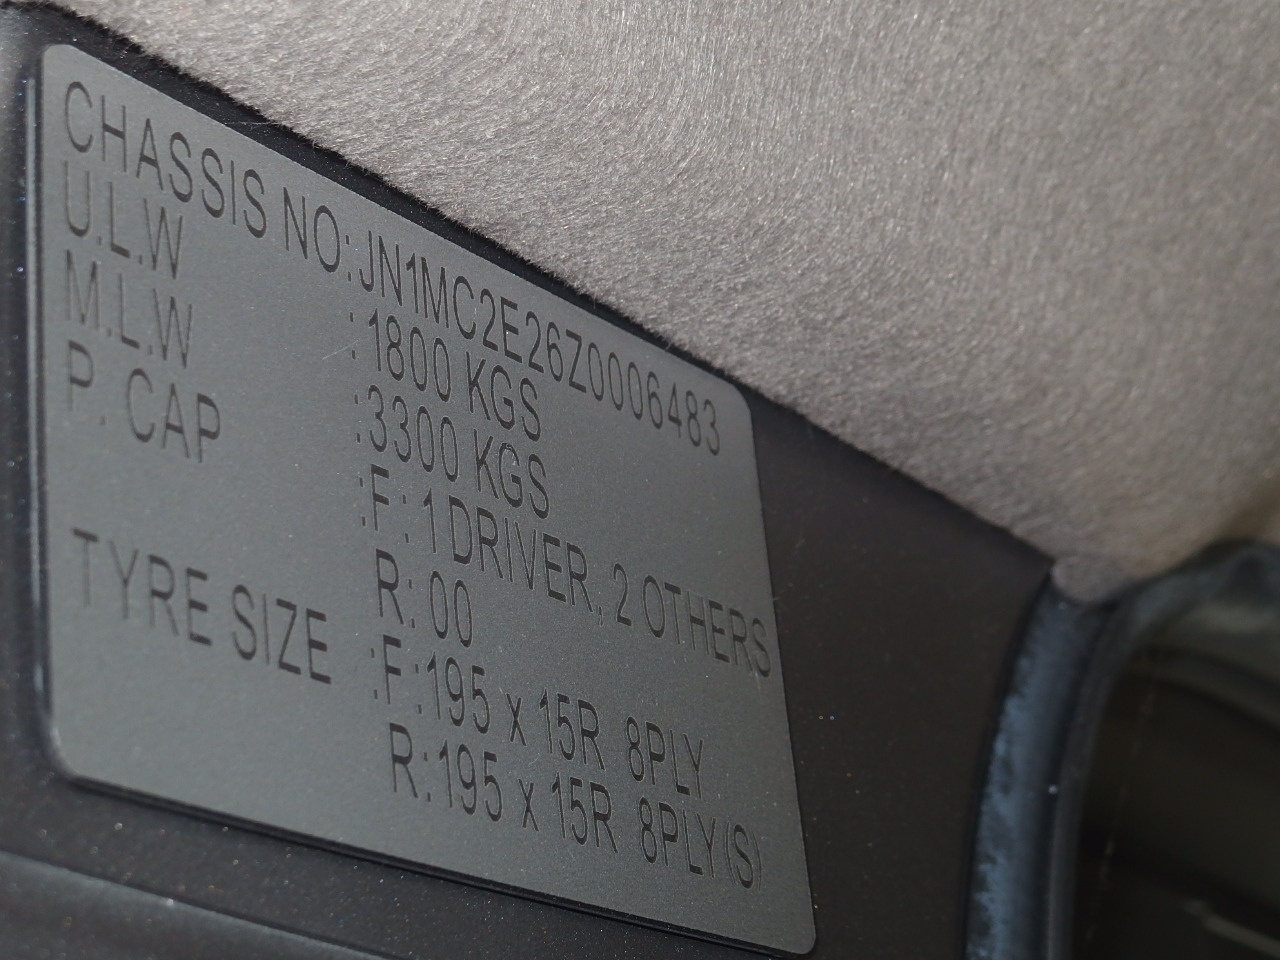 CHASSIS NO:JN1MC2E26Z0006483
U.L.W :1800 KGS
M.L.W :3300 KGS
P. CAP :F: 1 DRIVER, 2 OTHERS
R: 00
TYRE SIZE :F:195 x 15R 8PLY
R:195 x 15R 8PLY(S)